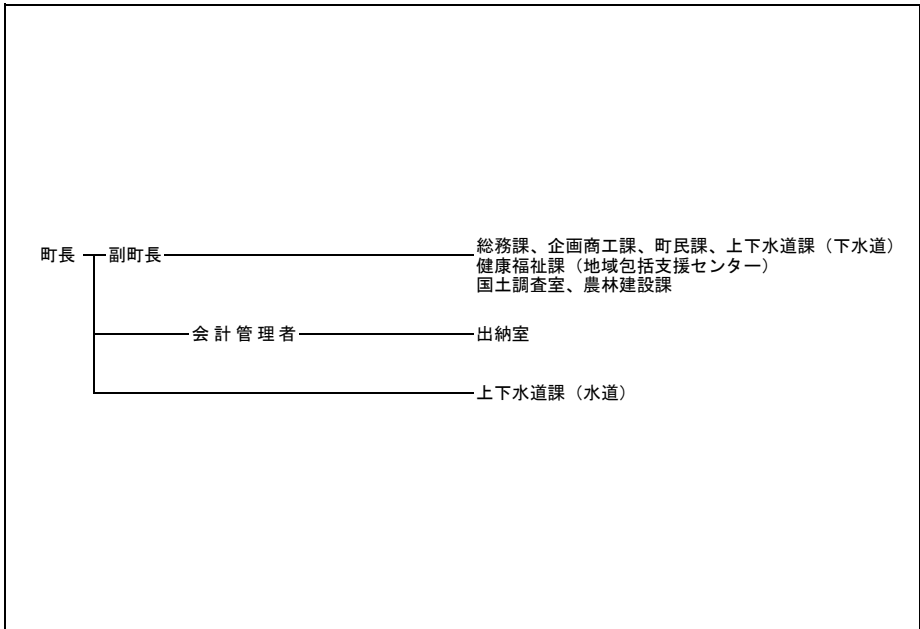 町長
副町長
総務課、企画商工課、町民課、上下水道課（下水道）
健康福祉課（地域包括支援センター）
国土調査室、農林建設課
会計管理者
出納室
上下水道課（水道）